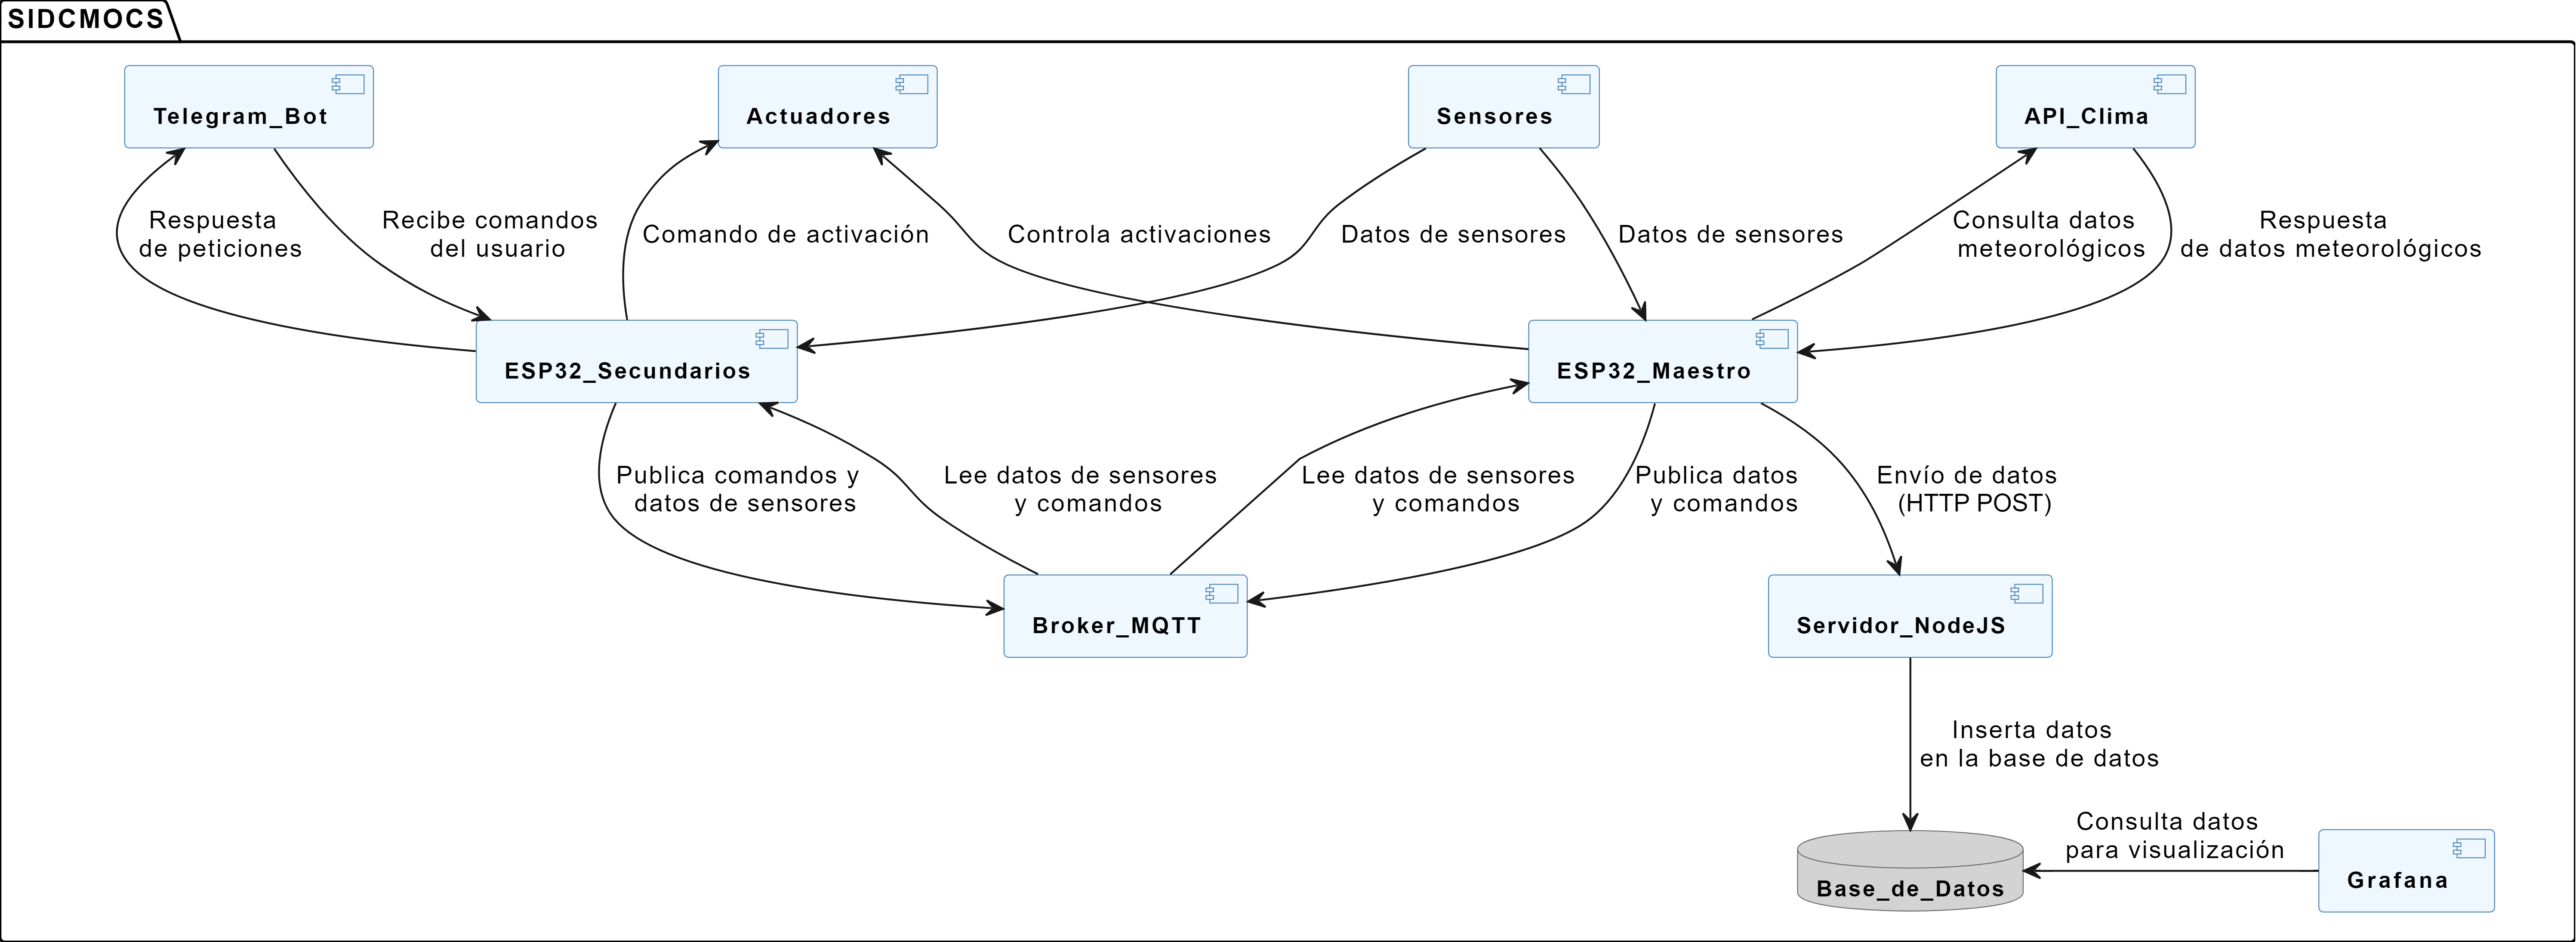 SIDCMOCS
Telegram_Bot
Actuadores
Sensores
API_Clima
Respuesta
de peticiones
Recibe comandos
del usuario
Comando de activación
Controla activaciones
Datos de sensores
Datos de sensores
Consulta datos
meteorológicos
Respuesta
de datos meteorológicos
ESP32_Secundarios
ESP32_Maestro
Publica comandos y
datos de sensores
Lee datos de sensores
y comandos
Lee datos de sensores
y comandos
Publica datos
y comandos
Envío de datos
(HTTP POST)
Broker_MQTT
Servidor_NodeJS
Inserta datos
en la base de datos
Consulta datos
para visualización
Base_de_Datos
Grafana